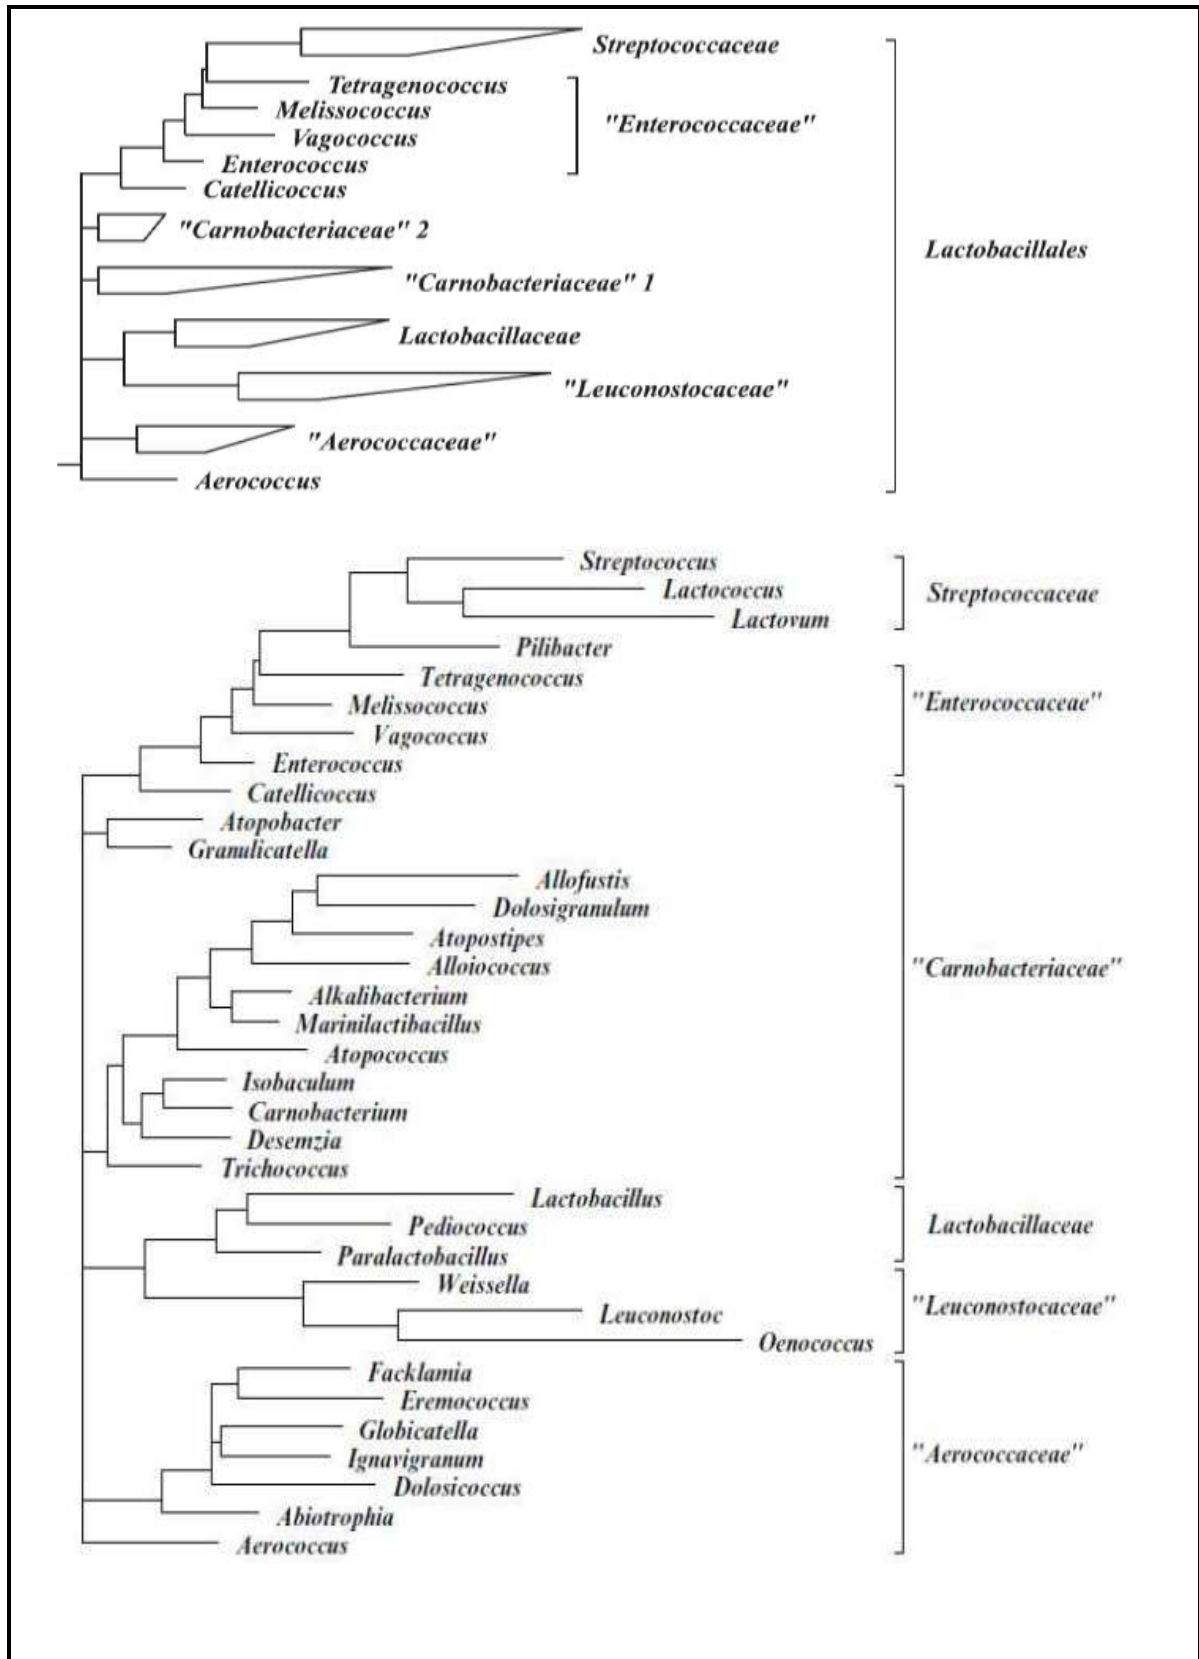 Streptococcaceae
Tetragenococcus
Melissococcus
"Enterococcaceae"
Vagococcus
Enterococcus
Catellicoccus
"Carnobacteriaceae" 2
Lactobacillales
"Carnobacteriaceae" 1
Lactobacillaceae
"Leuconostocaceae"
"Aerococcaceae"
Aerococcus
Streptococcus
Lactococcus
Streptococcaceae
Lactovum
Pilibacter
Tetragenococcus
"Enterococcaceae"
Melissococcus
Vagococcus
Enterococcus
Catellicoccus
Atopobacter
Granulicatella
Allofustis
Dolosigranulum
Atopostipes
Alloiococcus
"Carnobacteriaceae"
Alkalibacterium
Marinilactibacillus
Atopococcus
Isobaculum
Carnobacterium
Desemzia
Trichococcus
Lactobacillus
Pediococcus
Lactobacillaceae
Paralactobacillus
Weissella
"Leuconostocaceae"
Leuconostoc
Oenococcus
Facklamia
Eremococcus
Globicatella
"Aerococcaceae"
Ignavigranum
Dolosicoccus
Abiotrophia
Aerococcus